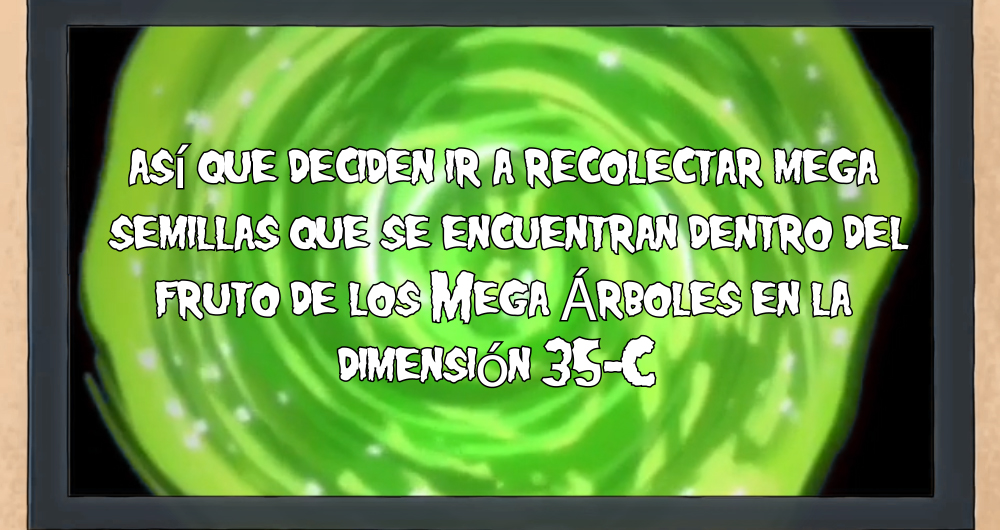 así que deciden ir a recolectar mega
semillas que se encuentran dentro del
fruto de los Mega Árboles en la
dimensión 35-C